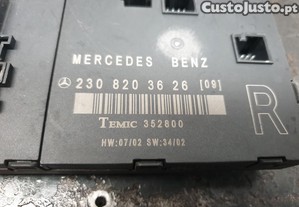 CustoJusto.pt
MERCEDES BENZ
230 820 36 26 [09]
TEMIC 352800
HW:07/02 SW:34/02
R